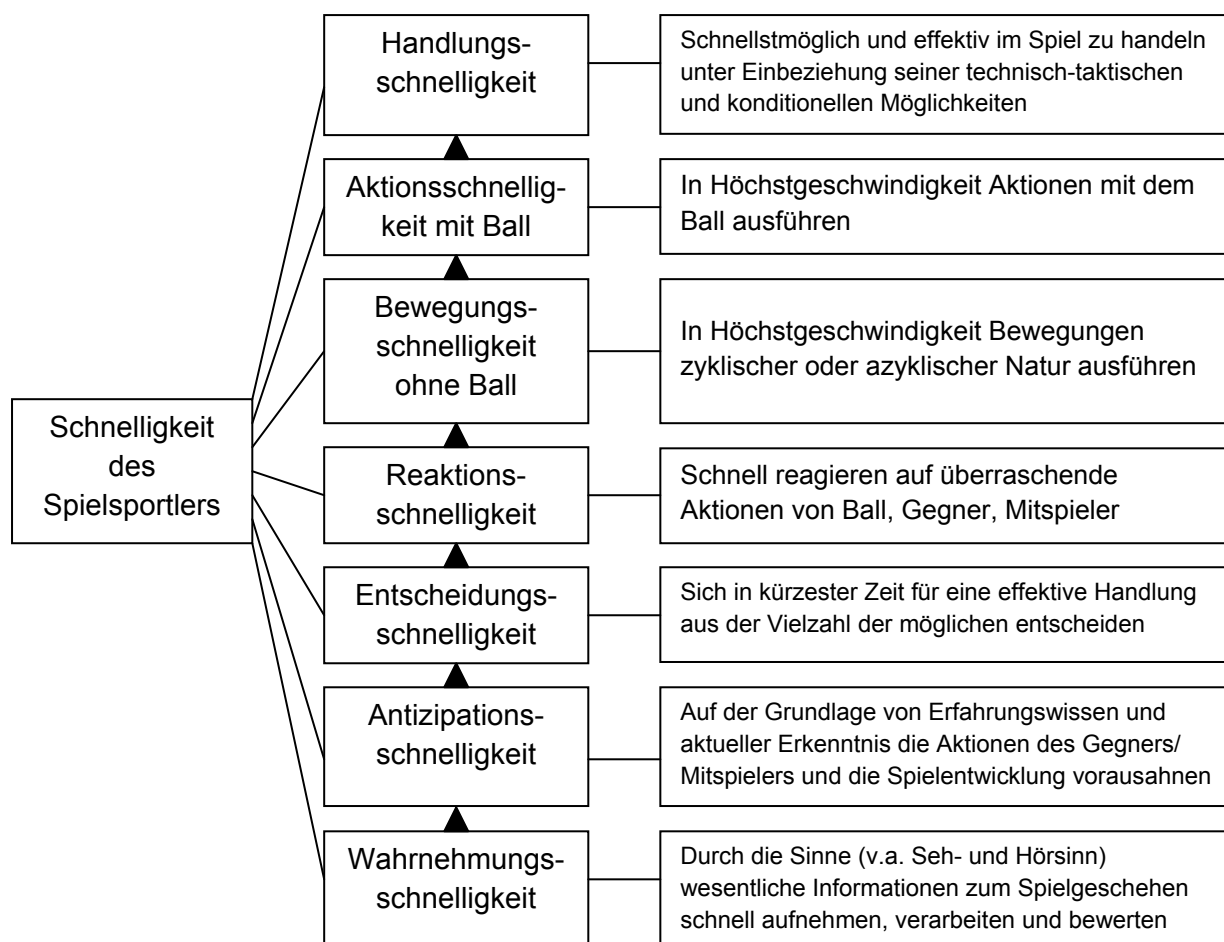 Handlungs-
schnelligkeit
Schnellstmöglich und effektiv im Spiel zu handeln
unter Einbeziehung seiner technisch-taktischen
und konditionellen Möglichkeiten
Aktionsschnellig-
keit mit Ball
In Höchstgeschwindigkeit Aktionen mit dem
Ball ausführen
Bewegungs-
schnelligkeit
ohne Ball
In Höchstgeschwindigkeit Bewegungen
zyklischer oder azyklischer Natur ausführen
Schnelligkeit
des
Spielsportlers
Reaktions-
schnelligkeit
Schnell reagieren auf überraschende
Aktionen von Ball, Gegner, Mitspieler
Entscheidungs-
schnelligkeit
Sich in kürzester Zeit für eine effektive Handlung
aus der Vielzahl der möglichen entscheiden
Antizipations-
schnelligkeit
Auf der Grundlage von Erfahrungswissen und
aktueller Erkenntnis die Aktionen des Gegners/
Mitspielers und die Spielentwicklung vorausahnen
Wahrnehmungs-
schnelligkeit
Durch die Sinne (v.a. Seh- und Hörsinn)
wesentliche Informationen zum Spielgeschehen
schnell aufnehmen, verarbeiten und bewerten